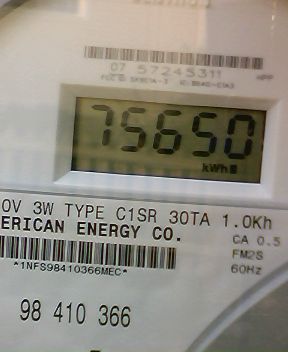 07 57245311
75650
kWh
0V 3W TYPE C1SR 30TA 1.0Kh
ERICAN ENERGY CO.
CA 0.5
FM2S
*1NFS98410366MEC*
60Hz
98 410 366